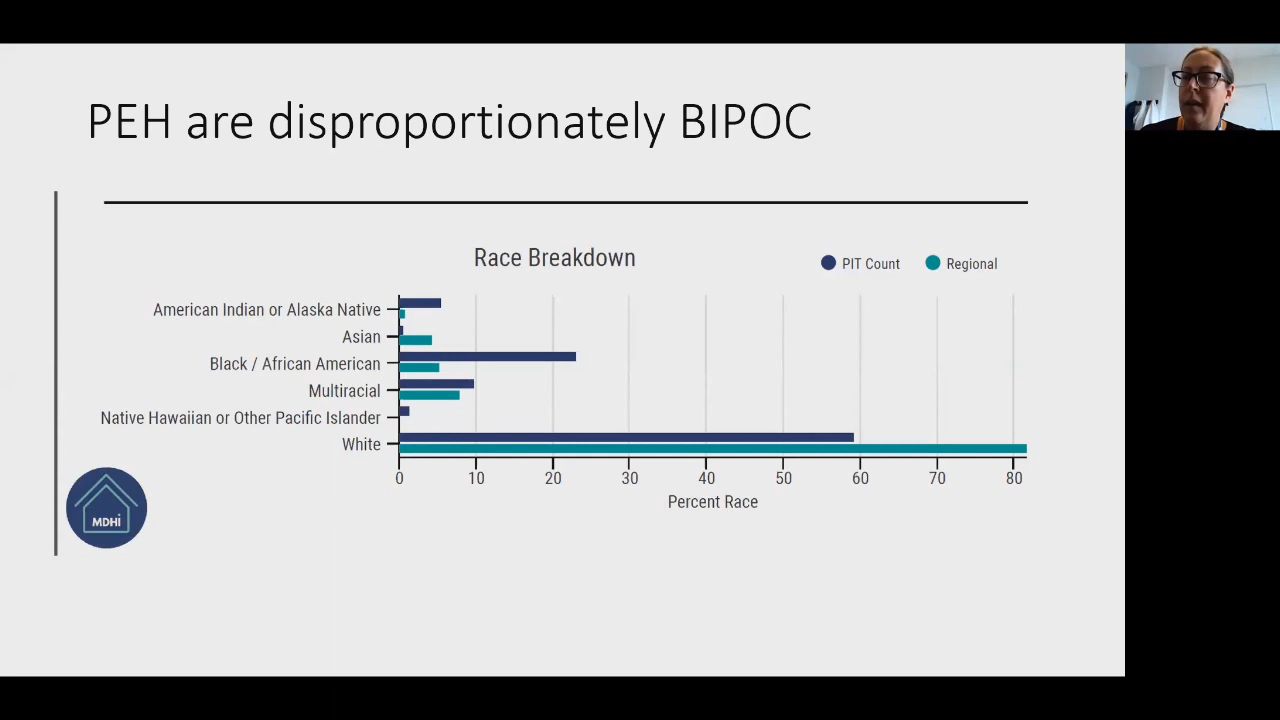 PEH are disproportionately BIPOC
Race Breakdown
PIT Count
Regional
American Indian or Alaska Native
Asian
Black / African American
Multiracial
Native Hawaiian or Other Pacific Islander
White
0 10 20 30 40 50 60 70 80
Percent Race
MDHI